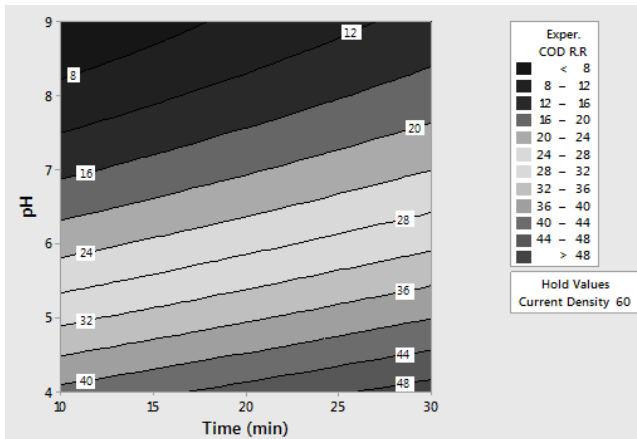 9
8
7
6
5
4
pH
10
15
20
25
30
Time (min)
8
12
16
20
24
28
32
36
40
44
48
Exper.
COD R.R
< 8
8 – 12
12 – 16
16 – 20
20 – 24
24 – 28
28 – 32
32 – 36
36 – 40
40 – 44
44 – 48
> 48
Hold Values
Current Density 60